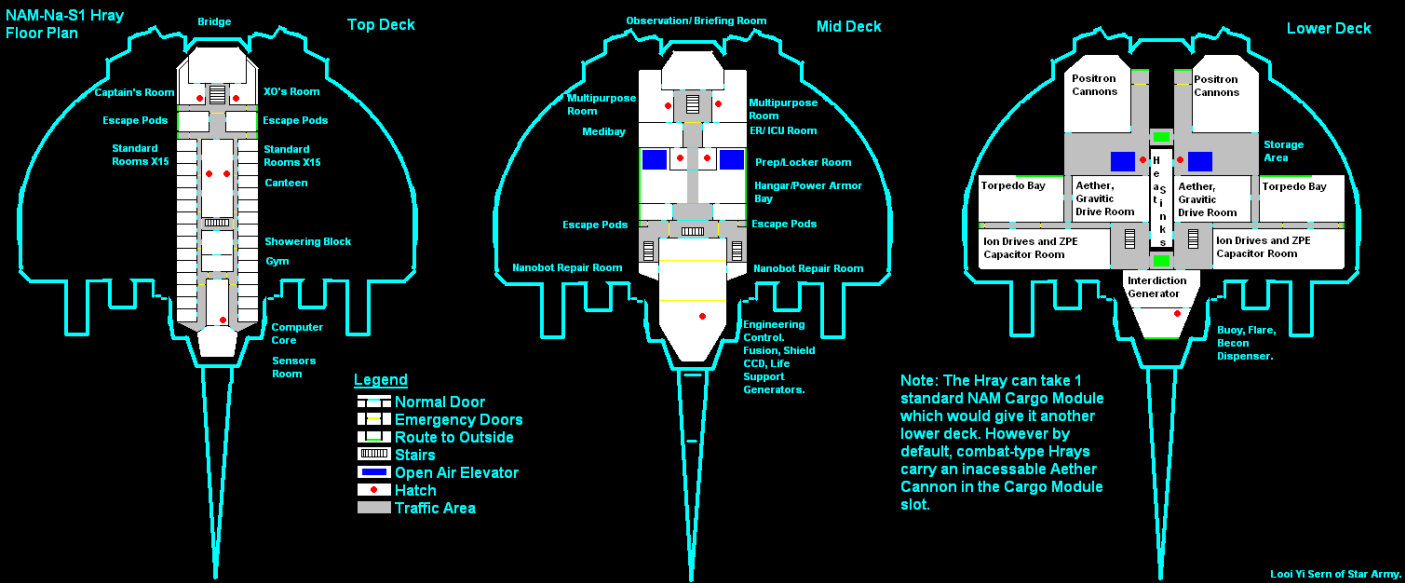 NAM-Na-S1 Hray
Floor Plan
Bridge
Top Deck
Captain's Room
XO's Room
Escape Pods
Escape Pods
Standard
Rooms X15
Standard
Rooms X15
Canteen
Showering Block
Gym
Computer
Core
Sensors
Room
Observation/ Briefing Room
Mid Deck
Multipurpose
Room
Multipurpose
Room
Medibay
ER/ ICU Room
Prep/Locker Room
Hangar/Power Armor
Bay
Escape Pods
Escape Pods
Nanobot Repair Room
Nanobot Repair Room
Engineering
Control.
Fusion, Shield
CCD, Life
Support
Generators.
Lower Deck
Positron
Cannons
Positron
Cannons
Storage
Area
Heat Sinks
Torpedo Bay
Aether,
Gravitic
Drive Room
Aether,
Gravitic
Drive Room
Torpedo Bay
Ion Drives and ZPE
Capacitor Room
Ion Drives and ZPE
Capacitor Room
Interdiction
Generator
Buoy, Flare,
Becon
Dispenser.
Legend
Normal Door
Emergency Doors
Route to Outside
Stairs
Open Air Elevator
Hatch
Traffic Area
Note: The Hray can take 1
standard NAM Cargo Module
which would give it another
lower deck. However by
default, combat-type Hrays
carry an inacessable Aether
Cannon in the Cargo Module
slot.
Looi Yi Sern of Star Army.